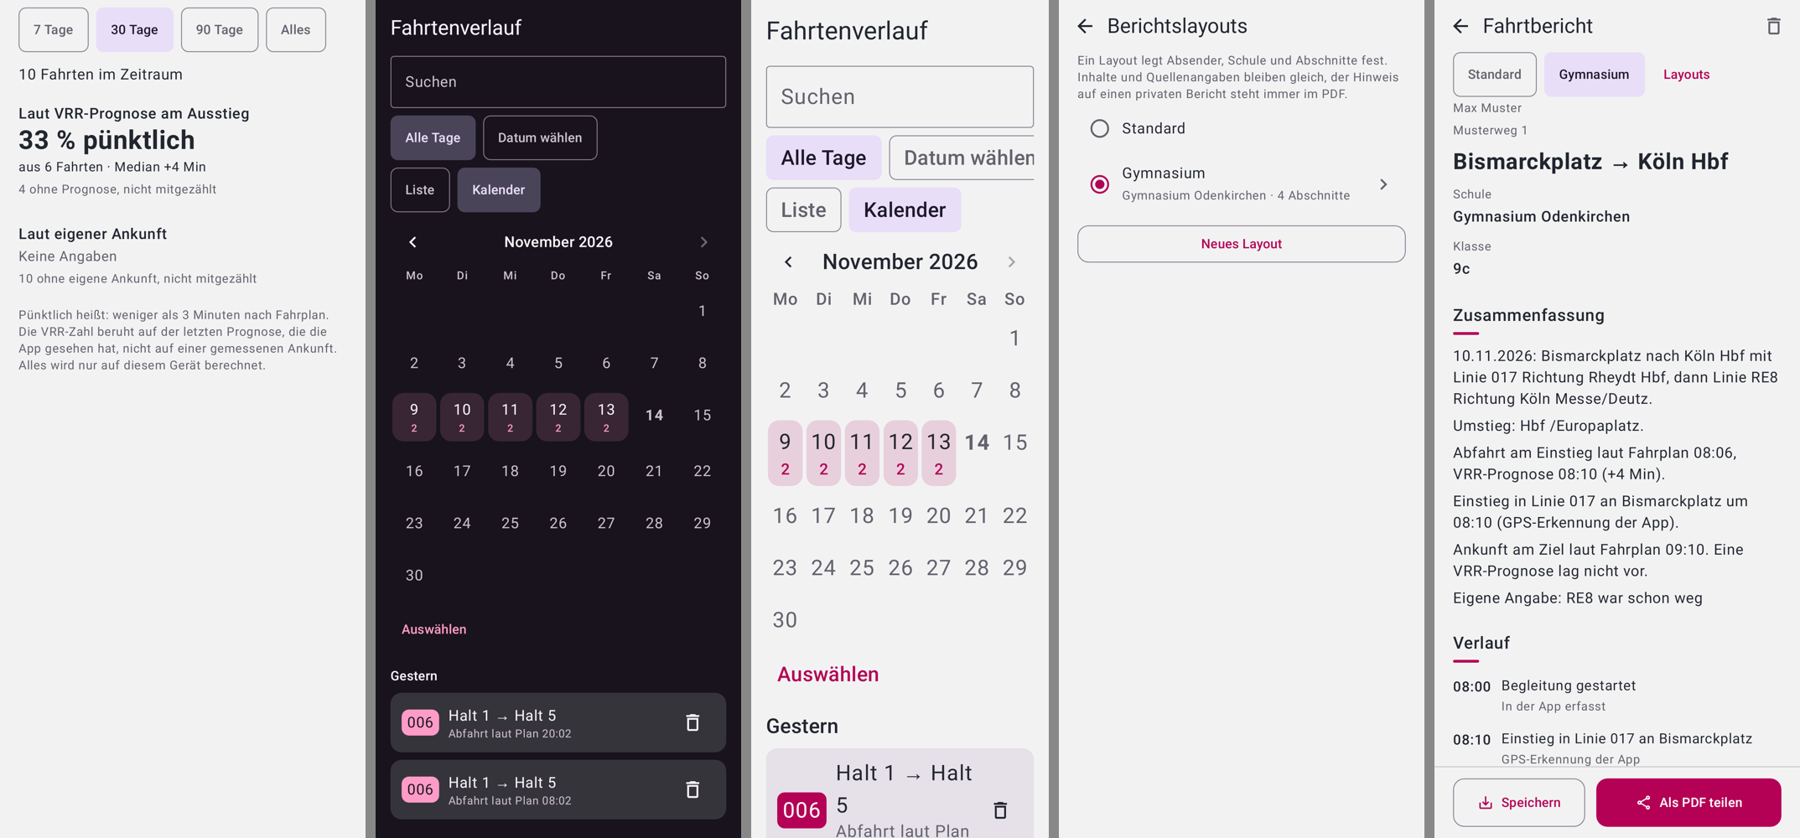 7 Tage
30 Tage
90 Tage
Alles
10 Fahrten im Zeitraum
Laut VRR-Prognose am Ausstieg
33 % pünktlich
aus 6 Fahrten · Median +4 Min
4 ohne Prognose, nicht mitgezählt
Laut eigener Ankunft
Keine Angaben
10 ohne eigene Ankunft, nicht mitgezählt
Pünktlich heißt: weniger als 3 Minuten nach Fahrplan.
Die VRR-Zahl beruht auf der letzten Prognose, die die
App gesehen hat, nicht auf einer gemessenen Ankunft.
Alles wird nur auf diesem Gerät berechnet.
Fahrtenverlauf
Suchen
Alle Tage
Datum wählen
Liste
Kalender
November 2026
Mo Di Mi Do Fr Sa So
1
2 3 4 5 6 7 8
9 10 11 12 13 14 15
2 2 2 2 2
16 17 18 19 20 21 22
23 24 25 26 27 28 29
30
Auswählen
Gestern
006
Halt 1 → Halt 5
Abfahrt laut Plan 20:02
006
Halt 1 → Halt 5
Abfahrt laut Plan 08:02
Fahrtenverlauf
Suchen
Alle Tage
Datum wählen
Liste
Kalender
November 2026
Mo Di Mi Do Fr Sa So
1
2 3 4 5 6 7 8
9 10 11 12 13 14 15
2 2 2 2 2
16 17 18 19 20 21 22
23 24 25 26 27 28 29
30
Auswählen
Gestern
006
Halt 1 → Halt
5
Abfahrt laut Plan
← Berichtslayouts
Ein Layout legt Absender, Schule und Abschnitte fest.
Inhalte und Quellenangaben bleiben gleich, der Hinweis
auf einen privaten Bericht steht immer im PDF.
Standard
Gymnasium
Gymnasium Odenkirchen · 4 Abschnitte
Neues Layout
← Fahrtbericht
Standard
Gymnasium
Layouts
Max Muster
Musterweg 1
Bismarckplatz → Köln Hbf
Schule
Gymnasium Odenkirchen
Klasse
9c
Zusammenfassung
10.11.2026: Bismarckplatz nach Köln Hbf mit
Linie 017 Richtung Rheydt Hbf, dann Linie RE8
Richtung Köln Messe/Deutz.
Umstieg: Hbf /Europaplatz.
Abfahrt am Einstieg laut Fahrplan 08:06,
VRR-Prognose 08:10 (+4 Min).
Einstieg in Linie 017 an Bismarckplatz um
08:10 (GPS-Erkennung der App).
Ankunft am Ziel laut Fahrplan 09:10. Eine
VRR-Prognose lag nicht vor.
Eigene Angabe: RE8 war schon weg
Verlauf
08:00 Begleitung gestartet
In der App erfasst
08:10 Einstieg in Linie 017 an Bismarckplatz
GPS-Erkennung der App
Speichern
Als PDF teilen